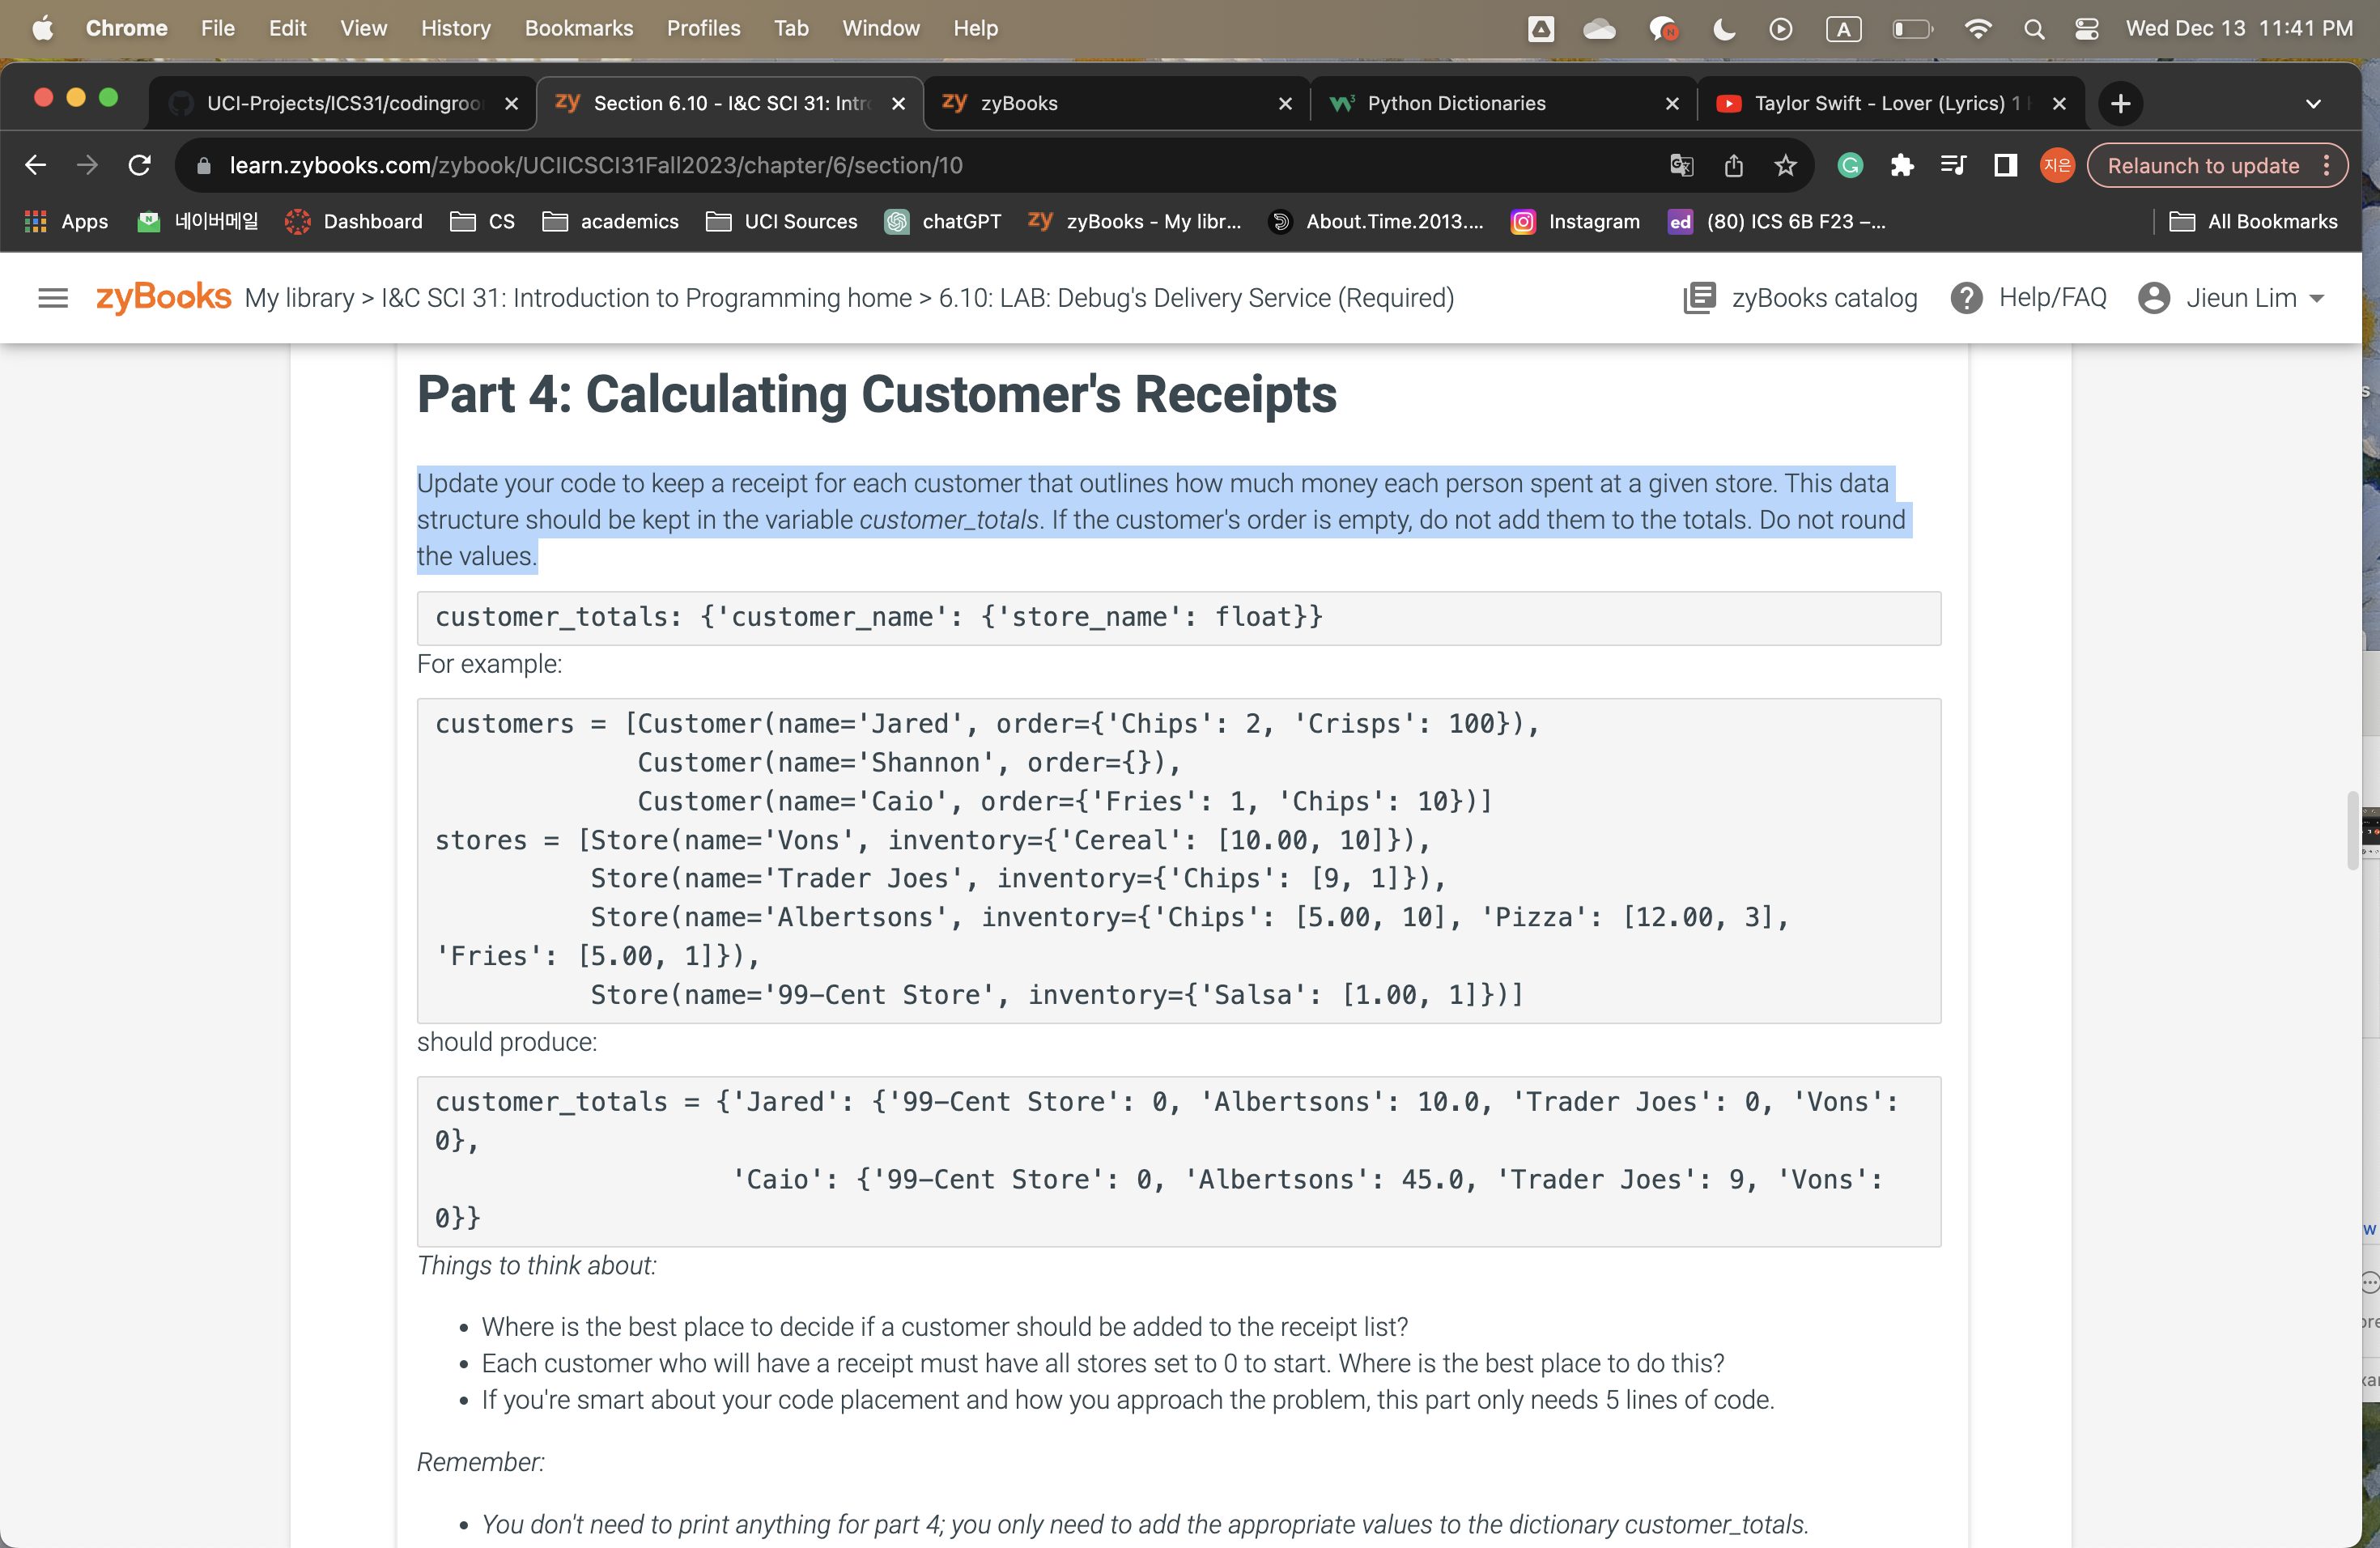 Chrome File Edit View History Bookmarks Profiles Tab Window Help A Wed Dec 13 11:41 PM
UCI-Projects/ICS31/codingroo Section 6.10 - I&C SCI 31: Intr zyBooks Python Dictionaries Taylor Swift - Lover (Lyrics) 1
learn.zybooks.com/zybook/UCIICSCI31Fall2023/chapter/6/section/10 지은 Relaunch to update
Apps 네이버메일 Dashboard CS academics UCI Sources chatGPT zyBooks - My libr... About.Time.2013.... Instagram ed (80) ICS 6B F23 –... All Bookmarks
zyBooks My library > I&C SCI 31: Introduction to Programming home > 6.10: LAB: Debug's Delivery Service (Required) zyBooks catalog Help/FAQ Jieun Lim
Part 4: Calculating Customer's Receipts
Update your code to keep a receipt for each customer that outlines how much money each person spent at a given store. This data
structure should be kept in the variable customer_totals. If the customer's order is empty, do not add them to the totals. Do not round
the values.
customer_totals: {'customer_name': {'store_name': float}}
For example:
customers = [Customer(name='Jared', order={'Chips': 2, 'Crisps': 100}),
Customer(name='Shannon', order={}),
Customer(name='Caio', order={'Fries': 1, 'Chips': 10})]
stores = [Store(name='Vons', inventory={'Cereal': [10.00, 10]}),
Store(name='Trader Joes', inventory={'Chips': [9, 1]}),
Store(name='Albertsons', inventory={'Chips': [5.00, 10], 'Pizza': [12.00, 3],
'Fries': [5.00, 1]}),
Store(name='99-Cent Store', inventory={'Salsa': [1.00, 1]})]
should produce:
customer_totals = {'Jared': {'99-Cent Store': 0, 'Albertsons': 10.0, 'Trader Joes': 0, 'Vons':
0},
'Caio': {'99-Cent Store': 0, 'Albertsons': 45.0, 'Trader Joes': 9, 'Vons':
0}}
Things to think about:
• Where is the best place to decide if a customer should be added to the receipt list?
• Each customer who will have a receipt must have all stores set to 0 to start. Where is the best place to do this?
• If you're smart about your code placement and how you approach the problem, this part only needs 5 lines of code.
Remember:
• You don't need to print anything for part 4; you only need to add the appropriate values to the dictionary customer_totals.